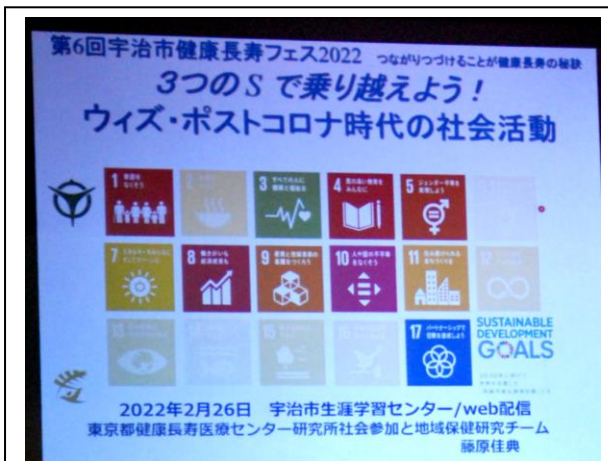 第6回宇治市健康長寿フェス2022 つながりつづけることが健康長寿の秘訣
3つのSで乗り越えよう!
ウィズ・ポストコロナ時代の社会活動
1 貧困を
なくそう
2
3 すべての人に
健康と福祉を
4 質の高い教育を
みんなに
5 ジェンダー平等を
実現しよう
7 エネルギーをみんなに
そしてクリーンに
8 働きがいも
経済成長も
9 産業と技術革新の
基盤をつくろう
10 人や国の不平等
をなくそう
11 住み続けられる
まちづくりを
12
13
15
16
17 パートナーシップで
目標を達成しよう
SUSTAINABLE
DEVELOPMENT
GOALS
2022年2月26日 宇治市生涯学習センター/web配信
東京都健康長寿医療センター研究所社会参加と地域保健研究チーム
藤原佳典